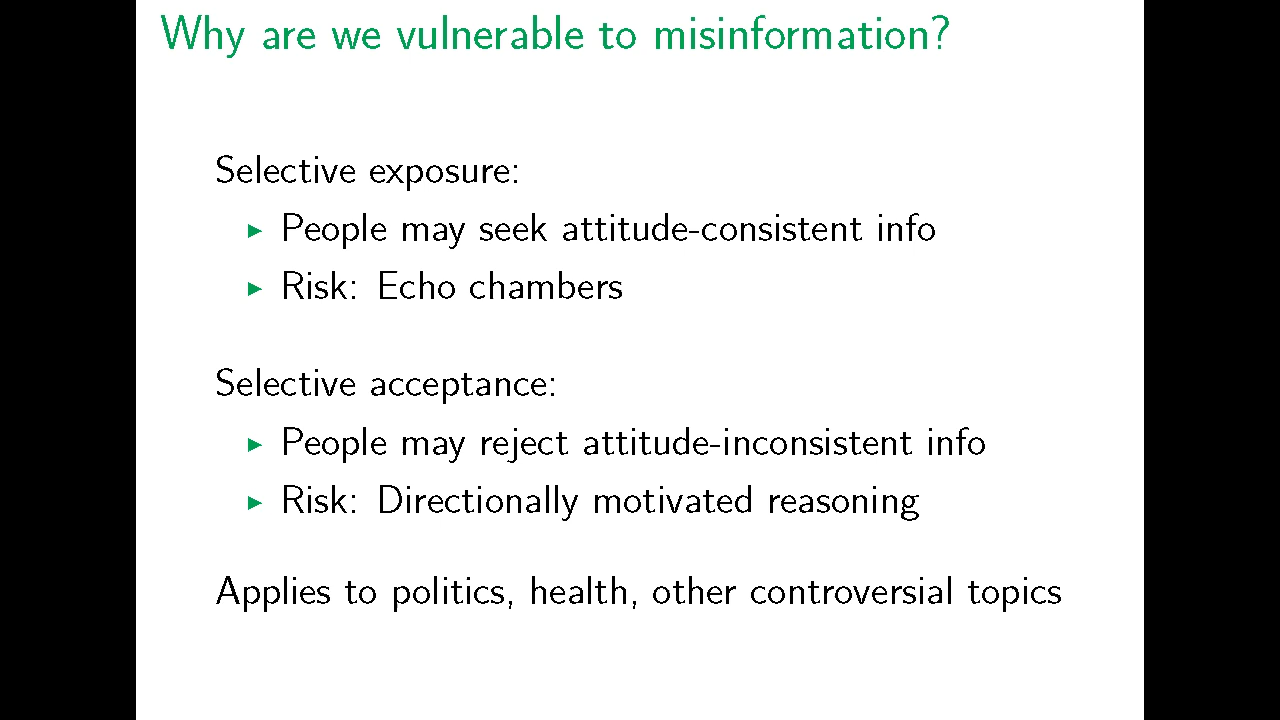 Why are we vulnerable to misinformation?
Selective exposure:
▶ People may seek attitude-consistent info
▶ Risk: Echo chambers
Selective acceptance:
▶ People may reject attitude-inconsistent info
▶ Risk: Directionally motivated reasoning
Applies to politics, health, other controversial topics